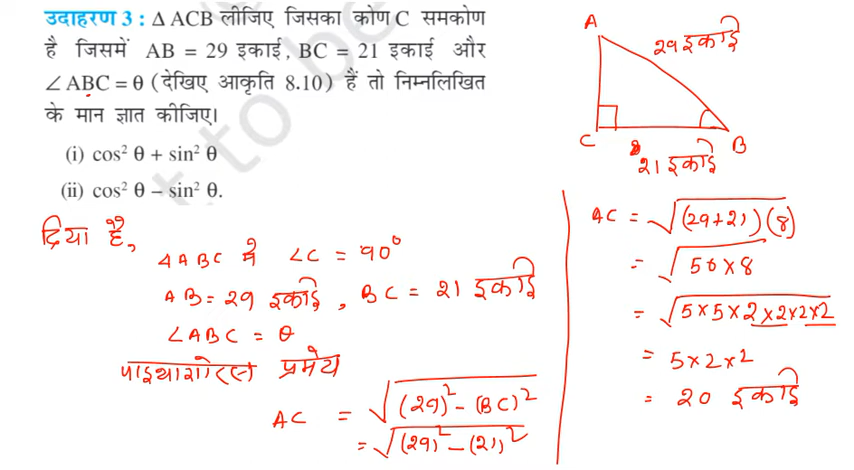 उदाहरण 3 : Δ ACB लीजिए जिसका कोण C समकोण
है जिसमें AB = 29 इकाई, BC = 21 इकाई और
∠ ABC = θ (देखिए आकृति 8.10) हैं तो निम्नलिखित
के मान ज्ञात कीजिए।
(i) cos² θ + sin² θ
(ii) cos² θ – sin² θ.
A
29 इकाई
C
B
21 इकाई
दिया है,
ΔABC में ∠C = 90°
AB = 29 इकाई, BC = 21 इकाई
∠ABC = θ
पाइथागोरस प्रमेय
AC = √(29)² - (BC)²
= √(29)² - (21)²
AC = √(29+21)(8)
= √50×8
= √5×5×2×2×2×2
= 5×2×2
= 20 इकाई